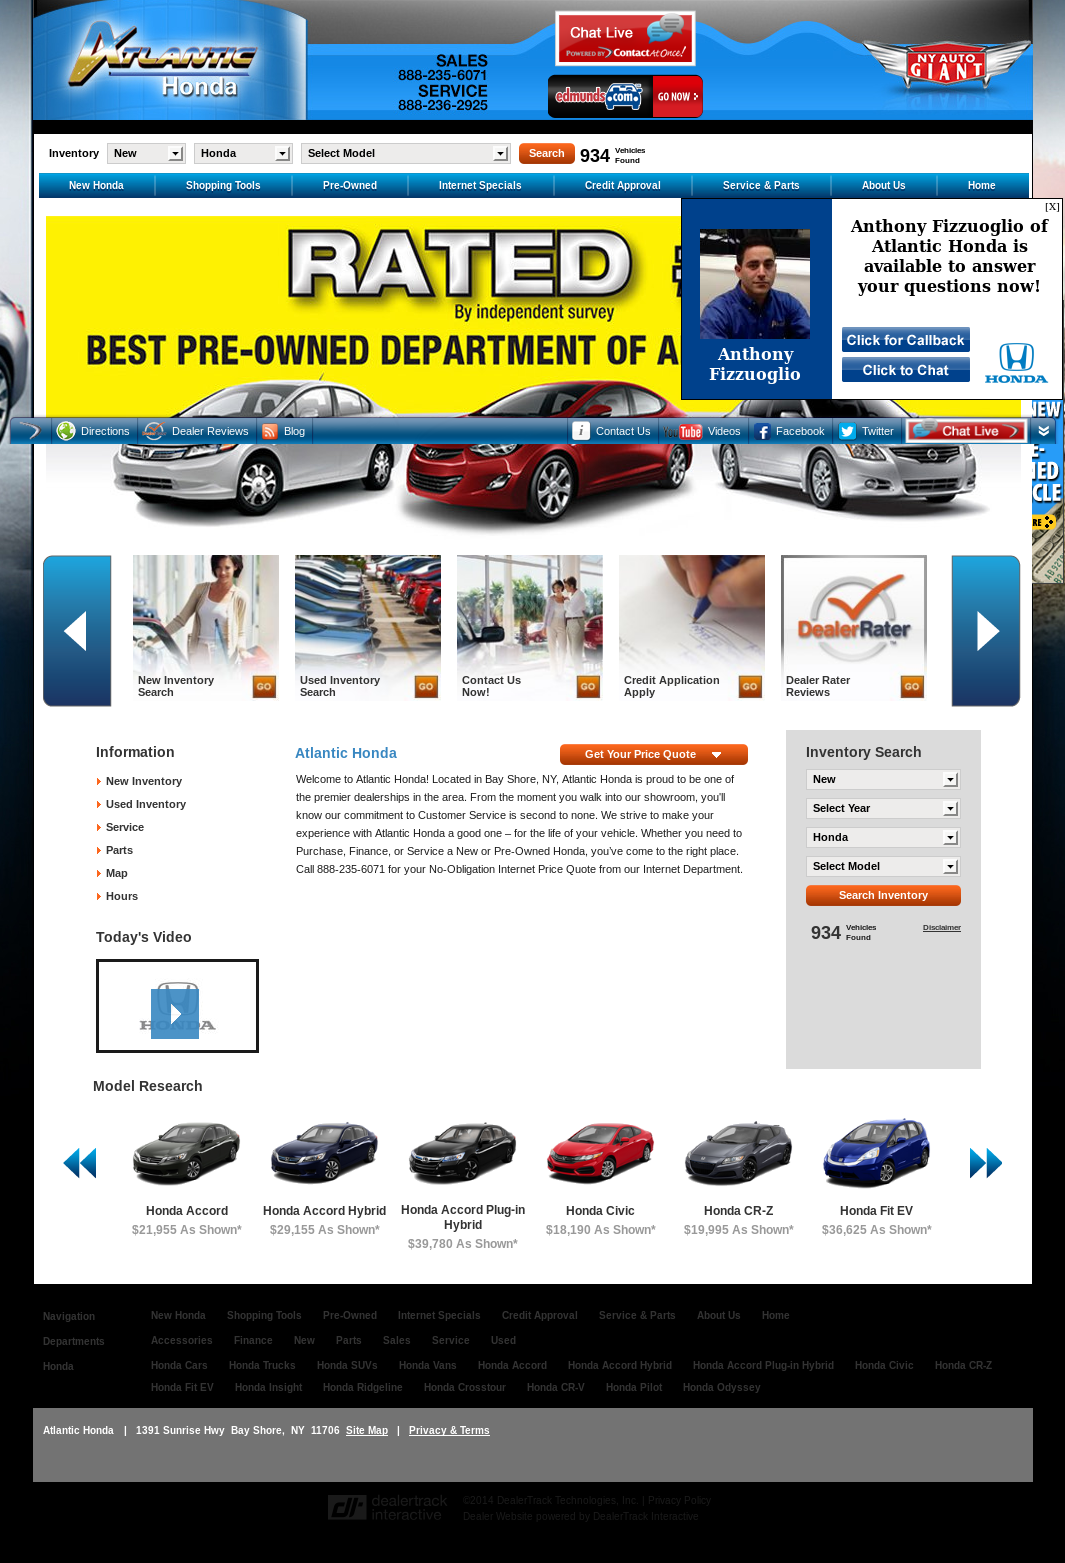 ATLANTIC
Honda
SALES
888-235-6071
SERVICE
888-236-2925
Chat Live
POWERED BY ContactAtOnce!
edmunds.com GO NOW
NY AUTO
GIANT
Inventory New Honda Select Model Search 934 Vehicles Found
New Honda Shopping Tools Pre-Owned Internet Specials Credit Approval Service & Parts About Us Home
RATED
By independent survey
BEST PRE-OWNED DEPARTMENT OF A
[X]
Anthony
Fizzuoglio
Anthony Fizzuoglio of
Atlantic Honda is
available to answer
your questions now!
Click for Callback
Click to Chat
HONDA
NEW
Directions Dealer Reviews Blog Contact Us YouTube Videos Facebook Twitter Chat Live
New Inventory
Search
GO
Used Inventory
Search
GO
Contact Us
Now!
GO
Credit Application
Apply
GO
DealerRater
Dealer Rater
Reviews
GO
Information
New Inventory
Used Inventory
Service
Parts
Map
Hours
Today's Video
HONDA
Atlantic Honda
Get Your Price Quote
Welcome to Atlantic Honda! Located in Bay Shore, NY, Atlantic Honda is proud to be one of
the premier dealerships in the area. From the moment you walk into our showroom, you'll
know our commitment to Customer Service is second to none. We strive to make your
experience with Atlantic Honda a good one – for the life of your vehicle. Whether you need to
Purchase, Finance, or Service a New or Pre-Owned Honda, you've come to the right place.
Call 888-235-6071 for your No-Obligation Internet Price Quote from our Internet Department.
Inventory Search
New
Select Year
Honda
Select Model
Search Inventory
934 Vehicles Found
Disclaimer
Model Research
Honda Accord
$21,955 As Shown*
Honda Accord Hybrid
$29,155 As Shown*
Honda Accord Plug-in
Hybrid
$39,780 As Shown*
Honda Civic
$18,190 As Shown*
Honda CR-Z
$19,995 As Shown*
Honda Fit EV
$36,625 As Shown*
Navigation New Honda Shopping Tools Pre-Owned Internet Specials Credit Approval Service & Parts About Us Home
Departments Accessories Finance New Parts Sales Service Used
Honda Honda Cars Honda Trucks Honda SUVs Honda Vans Honda Accord Honda Accord Hybrid Honda Accord Plug-in Hybrid Honda Civic Honda CR-Z
Honda Fit EV Honda Insight Honda Ridgeline Honda Crosstour Honda CR-V Honda Pilot Honda Odyssey
Atlantic Honda | 1391 Sunrise Hwy Bay Shore, NY 11706 Site Map | Privacy & Terms
dealertrack
interactive
©2014 DealerTrack Technologies, Inc. | Privacy Policy
Dealer Website powered by DealerTrack Interactive